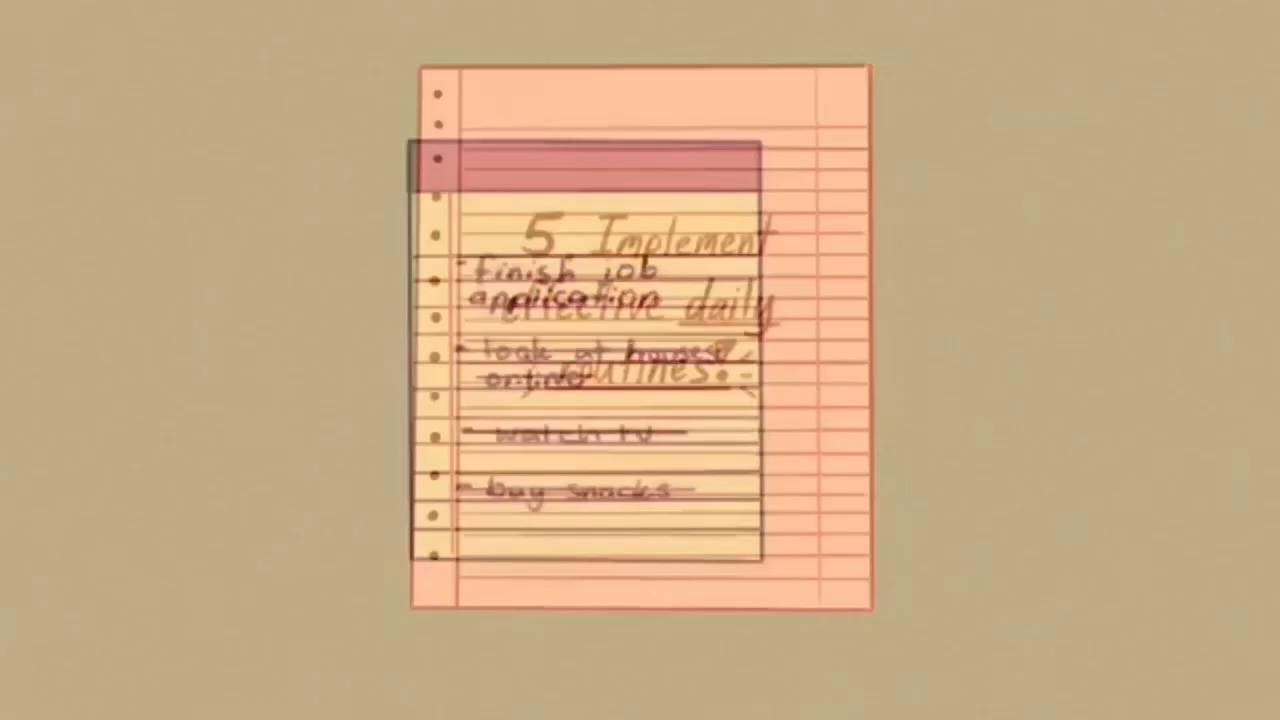 5 Implement
effective daily
routines!
- finish job
application
- look at houses
online
- watch tv
- buy snacks